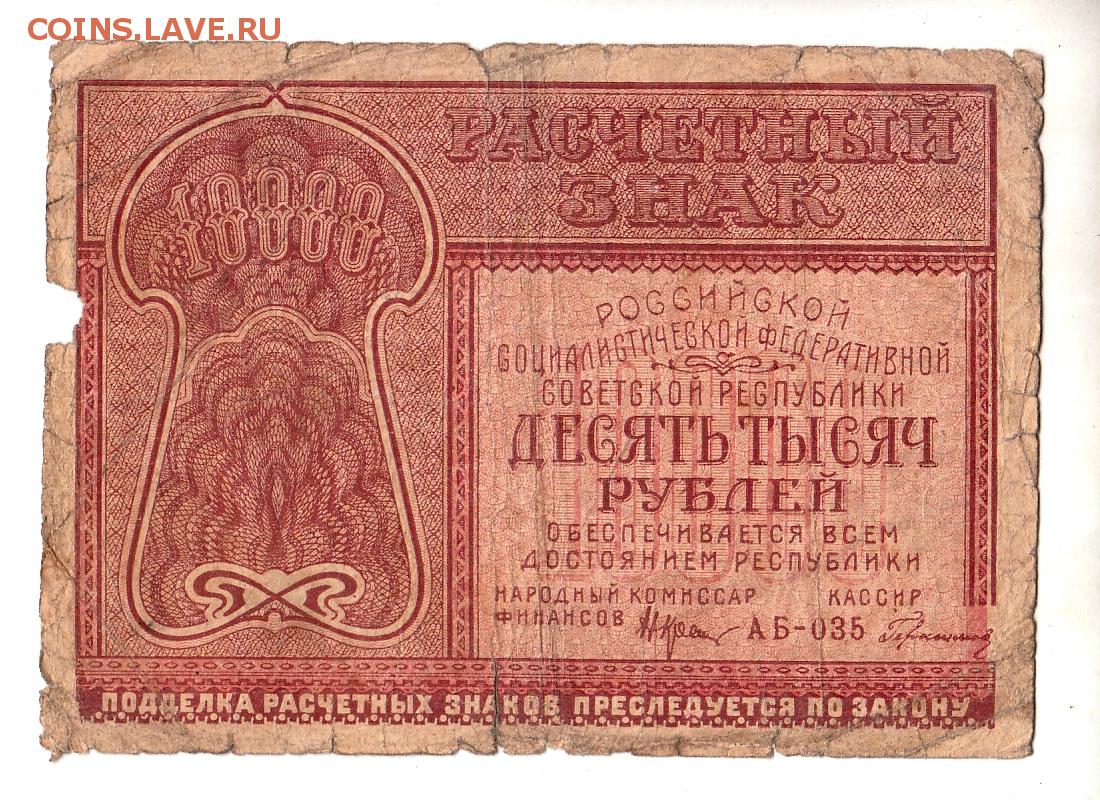 COINS.LAVE.RU
РАСЧЕТНЫЙ
ЗНАК
10000
РОССИЙСКОЙ
СОЦИАЛИСТИЧЕСКОЙ ФЕДЕРАТИВНОЙ
СОВЕТСКОЙ РЕСПУБЛИКИ
ДЕСЯТЬ ТЫСЯЧ
РУБЛЕЙ
ОБЕСПЕЧИВАЕТСЯ ВСЕМ
ДОСТОЯНИЕМ РЕСПУБЛИКИ
НАРОДНЫЙ КОМИССАР КАССИР
ФИНАНСОВ АБ-035
ПОДДЕЛКА РАСЧЕТНЫХ ЗНАКОВ ПРЕСЛЕДУЕТСЯ ПО ЗАКОНУ